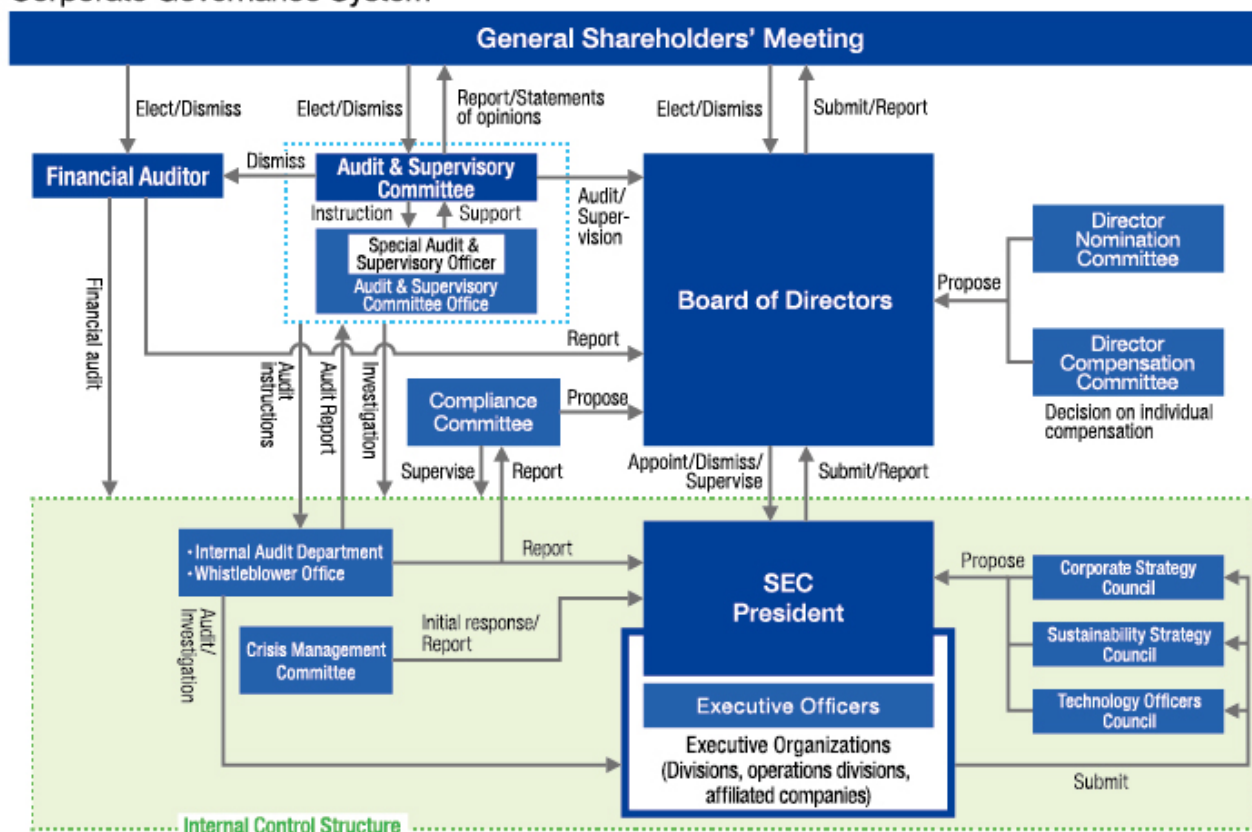 Corporate Governance System
General Shareholders' Meeting
Elect/Dismiss
Elect/Dismiss
Report/Statements
of opinions
Elect/Dismiss
Submit/Report
Financial Auditor
Dismiss
Audit & Supervisory
Committee
Instruction
Support
Special Audit &
Supervisory Officer
Audit & Supervisory
Committee Office
Audit/
Super-
vision
Board of Directors
Director
Nomination
Committee
Propose
Director
Compensation
Committee
Decision on individual
compensation
Financial audit
Audit
instructions
Audit Report
Investigation
Report
Compliance
Committee
Propose
Supervise
Report
Appoint/Dismiss/
Supervise
Submit/Report
• Internal Audit Department
• Whistleblower Office
Report
SEC
President
Propose
Corporate Strategy
Council
Audit/
Investigation
Crisis Management
Committee
Initial response/
Report
Sustainability Strategy
Council
Executive Officers
Technology Officers
Council
Executive Organizations
(Divisions, operations divisions,
affiliated companies)
Submit
Internal Control Structure